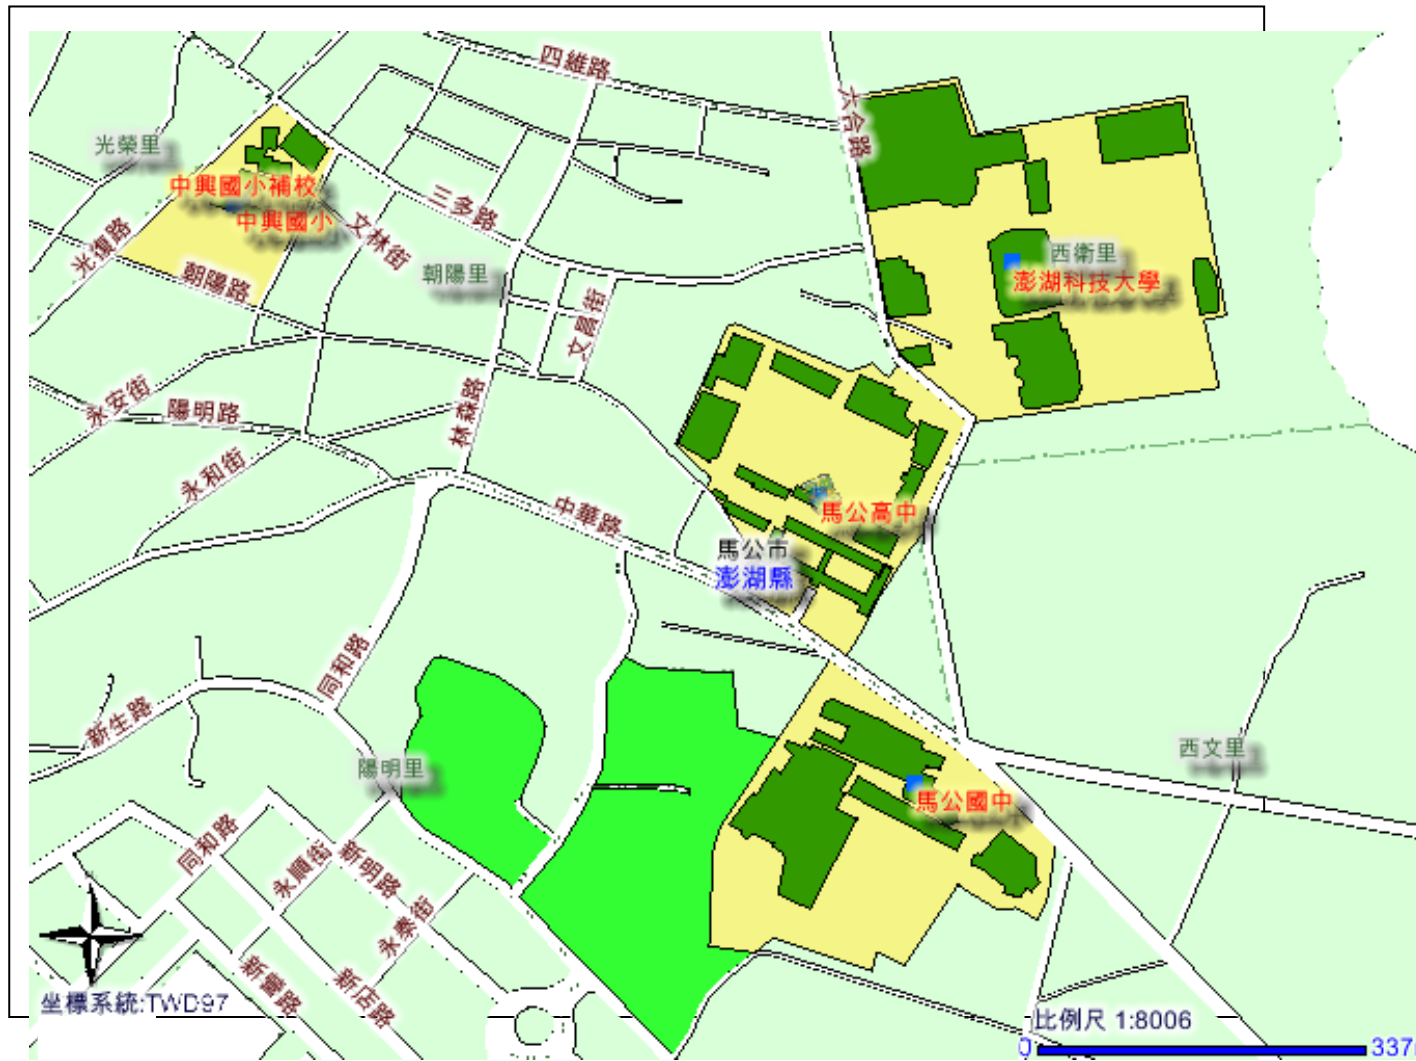 四維路
六合路
光榮里
中興國小補校
中興國小
三多路
文林街
光復路
朝陽路
朝陽里
西衛里
澎湖科技大學
文昌街
永安街
陽明路
林森路
永和街
中華路
馬公高中
馬公市
澎湖縣
同和路
新生路
陽明里
西文里
馬公國中
同和路
永順街
新明路
永泰街
新店路
坐標系統:TWD97
比例尺 1:8006
0
337